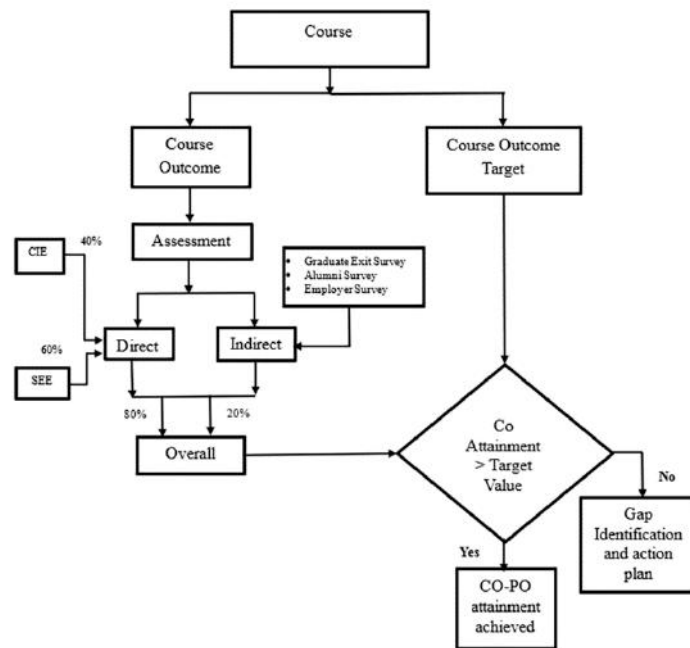 Course
Course
Outcome
Course Outcome
Target
Assessment
CIE
40%
• Graduate Exit Survey
• Alumni Survey
• Employer Survey
Direct
Indirect
60%
SEE
80%
20%
Overall
Co
Attainment
> Target
Value
No
Gap
Identification
and action
plan
Yes
CO-PO
attainment
achieved